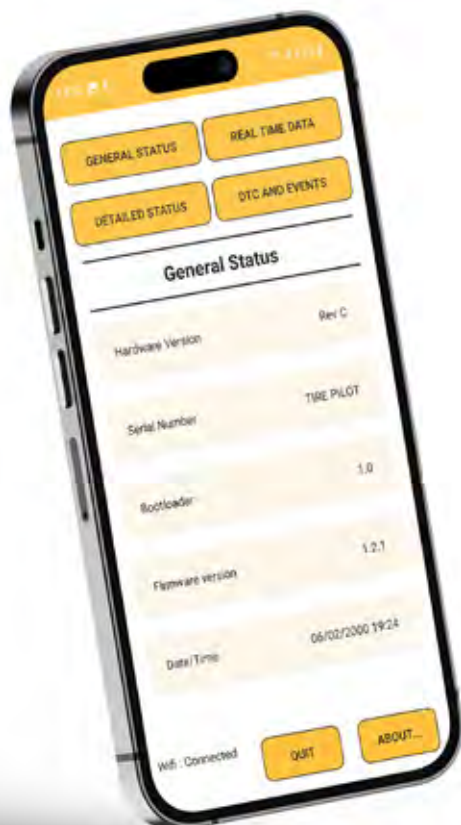 GENERAL STATUS
REAL TIME DATA
DETAILED STATUS
DTC AND EVENTS
General Status
Hardware Version Rev C
Serial Number TIRE PILOT
Bootloader 1.0
Firmware version 1.2.1
Date/Time 06/02/2000 19:24
Wifi : Connected
QUIT
ABOUT...